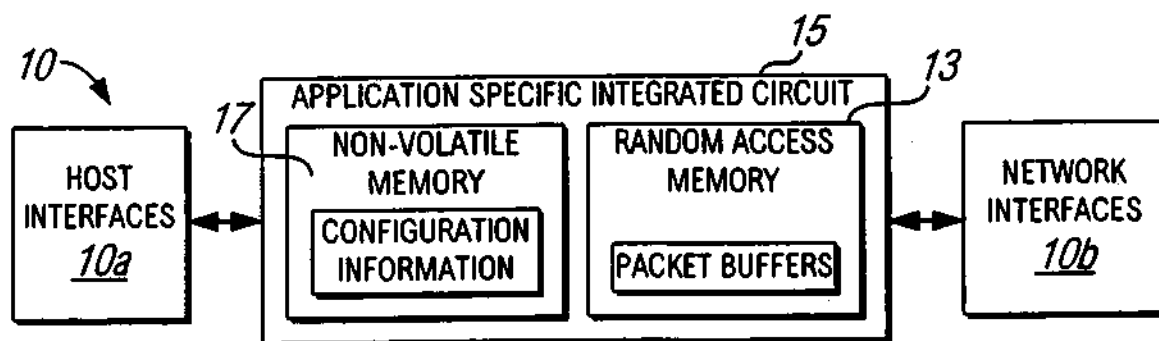 10
15
13
APPLICATION SPECIFIC INTEGRATED CIRCUIT
17
HOST
INTERFACES
10a
NON-VOLATILE
MEMORY
CONFIGURATION
INFORMATION
RANDOM ACCESS
MEMORY
PACKET BUFFERS
NETWORK
INTERFACES
10b